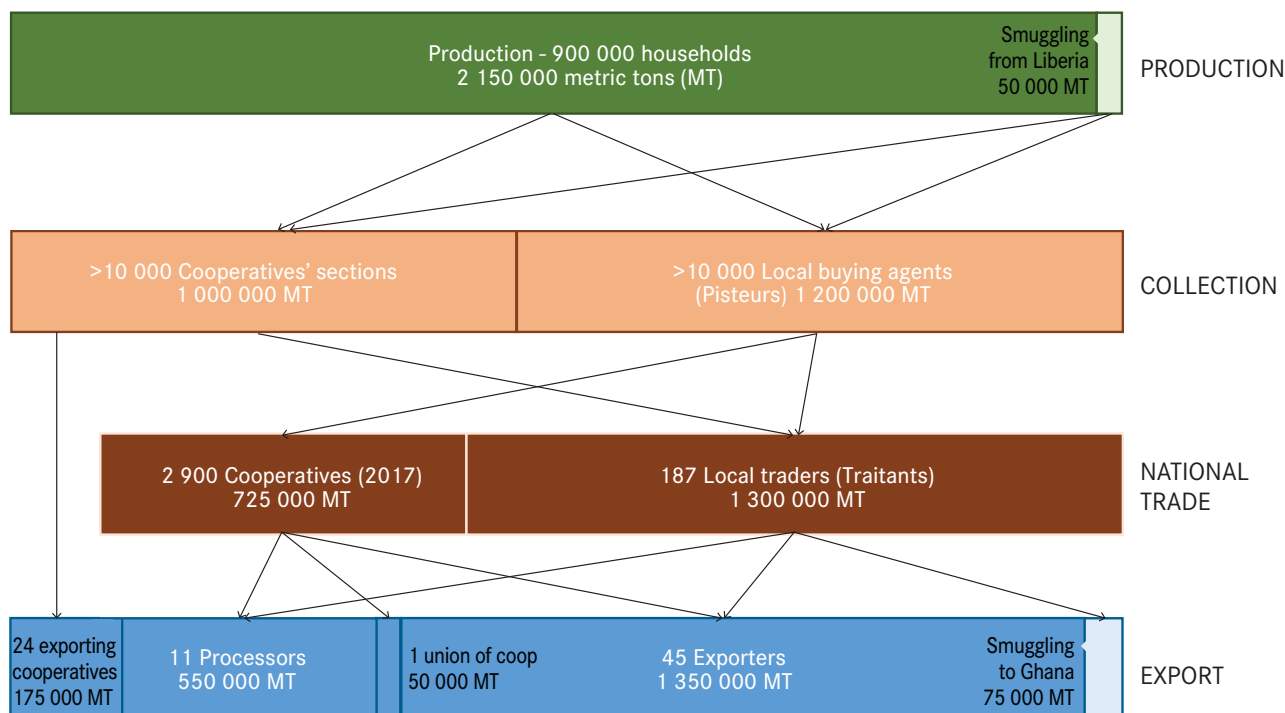 Production - 900 000 households
2 150 000 metric tons (MT)
Smuggling
from Liberia
50 000 MT
PRODUCTION
>10 000 Cooperatives’ sections
1 000 000 MT
>10 000 Local buying agents
(Pisteurs) 1 200 000 MT
COLLECTION
2 900 Cooperatives (2017)
725 000 MT
187 Local traders (Traitants)
1 300 000 MT
NATIONAL
TRADE
24 exporting
cooperatives
175 000 MT
11 Processors
550 000 MT
1 union of coop
50 000 MT
45 Exporters
1 350 000 MT
Smuggling
to Ghana
75 000 MT
EXPORT